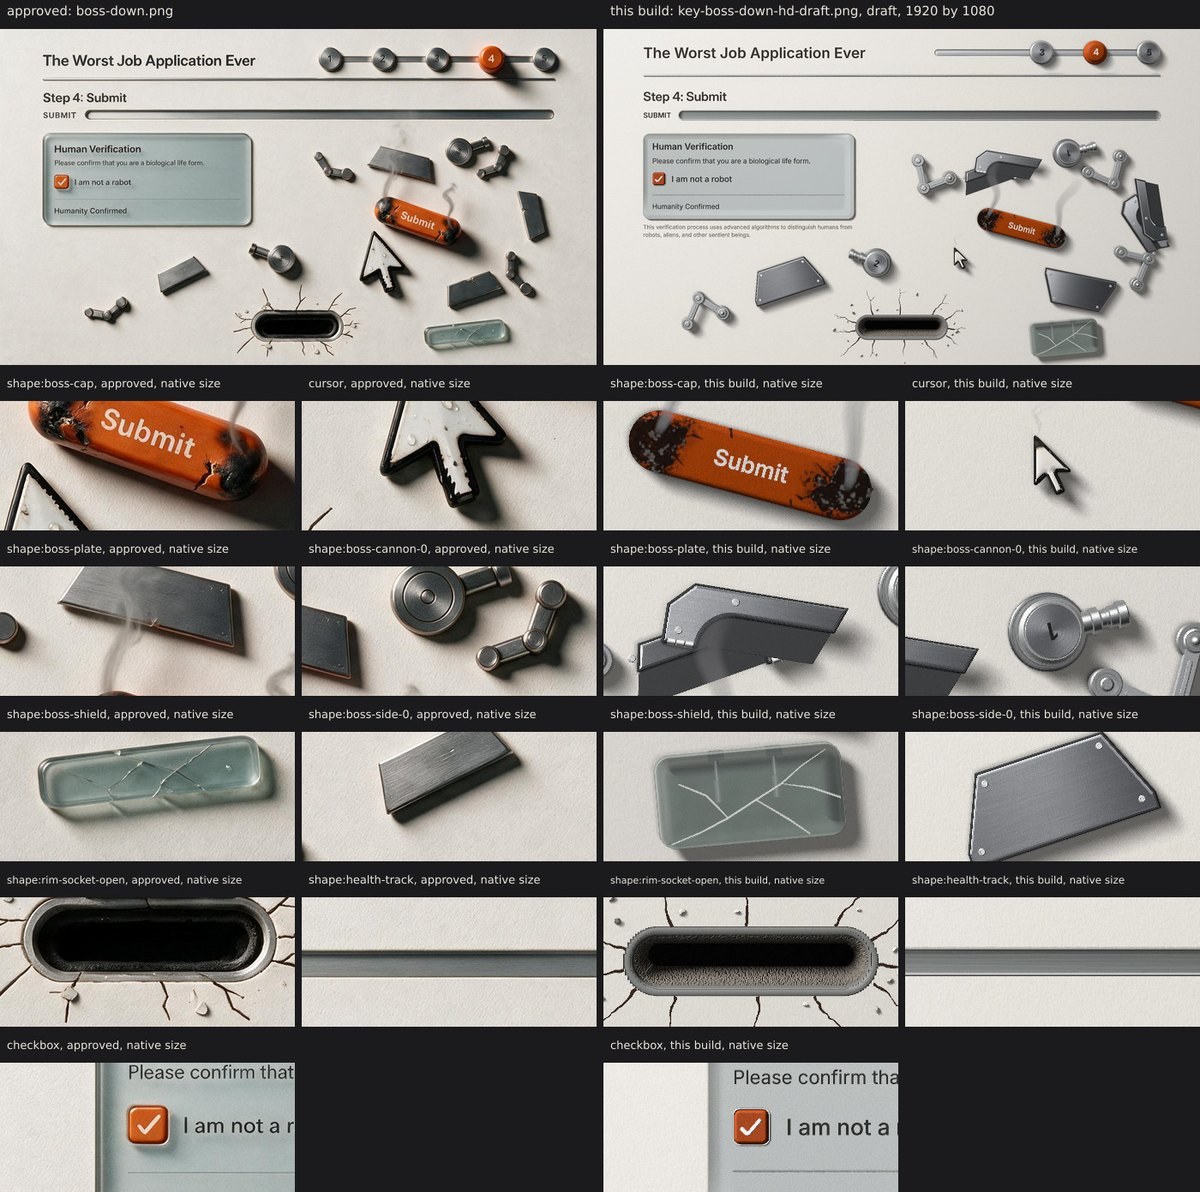 approved: boss-down.png
The Worst Job Application Ever
1 2 3 4 5
Step 4: Submit
SUBMIT
Human Verification
Please confirm that you are a biological life form.
I am not a rabot
Humanity Confirmed
Submit
this build: key-boss-down-hd-draft.png, draft, 1920 by 1080
The Worst Job Application Ever
3 4 5
Step 4: Submit
SUBMIT
Human Verification
Please confirm that you are a biological life form.
I am not a robot
Humanity Confirmed
This verification process uses advanced algorithms to distinguish humans from
robots, aliens, and other sentient beings.
1
2
Submit
shape:boss-cap, approved, native size
cursor, approved, native size
shape:boss-cap, this build, native size
cursor, this build, native size
Submit
Submit
shape:boss-plate, approved, native size
shape:boss-cannon-0, approved, native size
shape:boss-plate, this build, native size
shape:boss-cannon-0, this build, native size
1
shape:boss-shield, approved, native size
shape:boss-side-0, approved, native size
shape:boss-shield, this build, native size
shape:boss-side-0, this build, native size
shape:rim-socket-open, approved, native size
shape:health-track, approved, native size
shape:rim-socket-open, this build, native size
shape:health-track, this build, native size
checkbox, approved, native size
checkbox, this build, native size
Please confirm that
I am not a r
Please confirm tha
I am not a